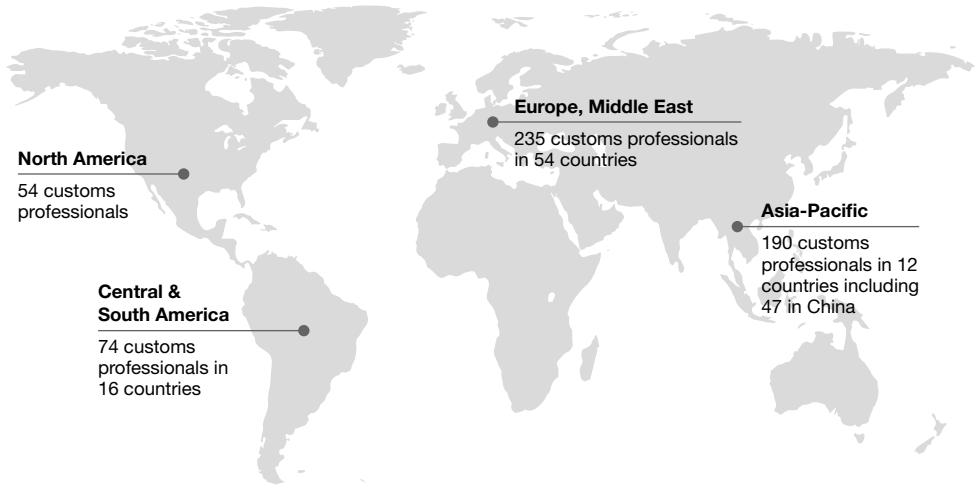 North America
54 customs
professionals
Central &
South America
74 customs
professionals in
16 countries
Europe, Middle East
235 customs professionals
in 54 countries
Asia-Pacific
190 customs
professionals in 12
countries including
47 in China